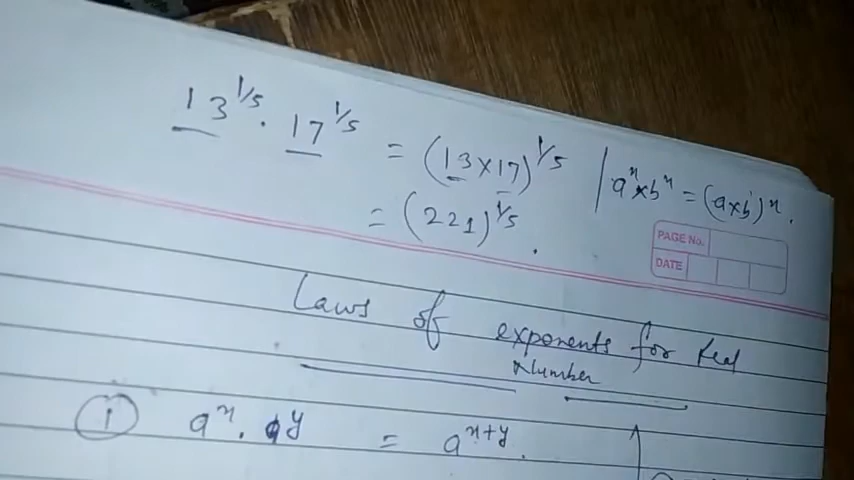 13^1/5 . 17^1/5 = (13×17)^1/5 | a^n × b^n = (a×b)^n .
= (221)^1/5 .
PAGE No.
DATE
Laws of exponents for Real
Number
(i) a^n . a^y = a^n+y .